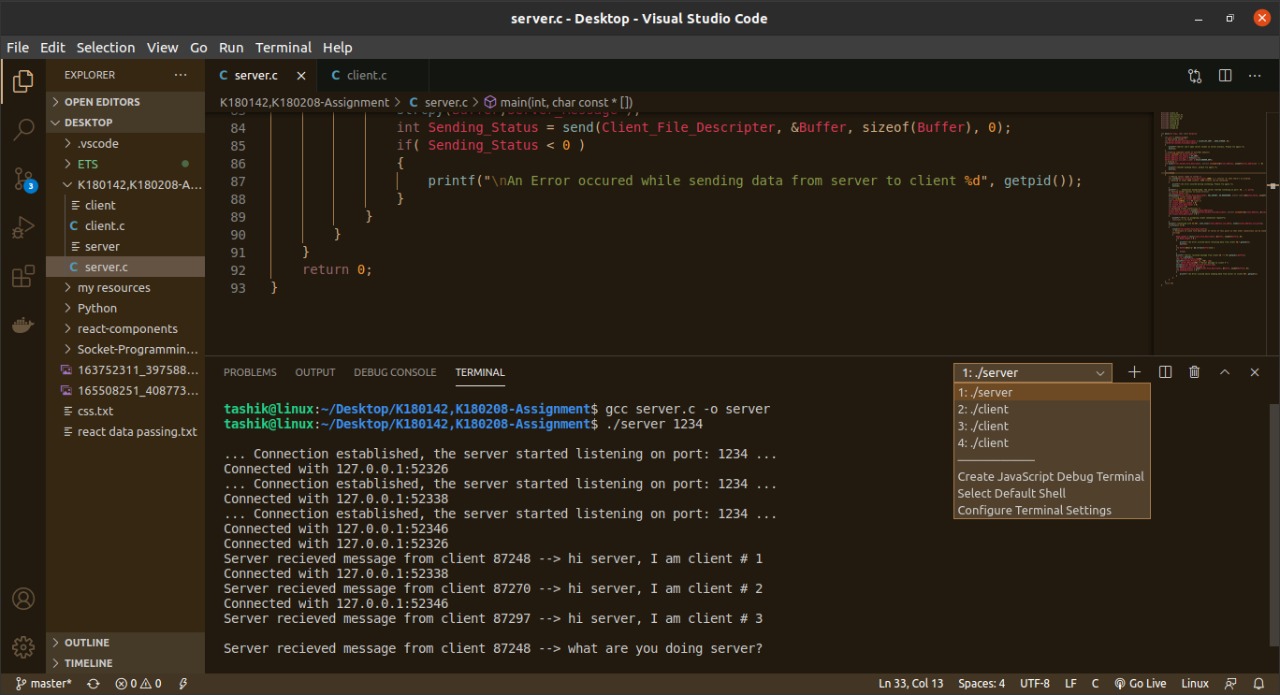 server.c - Desktop - Visual Studio Code
File Edit Selection View Go Run Terminal Help
EXPLORER
OPEN EDITORS
DESKTOP
.vscode
ETS
K180142,K180208-A...
client
client.c
server
server.c
my resources
Python
react-components
Socket-Programmin...
163752311_397588...
165508251_408773...
css.txt
react data passing.txt
OUTLINE
TIMELINE
3
C server.c
C client.c
K180142,K180208-Assignment > C server.c > main(int, char const * [])
84 int Sending_Status = send(Client_File_Descripter, &Buffer, sizeof(Buffer), 0);
85 if( Sending_Status < 0 )
86 {
87 printf("\nAn Error occured while sending data from server to client %d", getpid());
88 }
89 }
90 }
91 }
92 return 0;
93 }
PROBLEMS OUTPUT DEBUG CONSOLE TERMINAL
1: ./server
1: ./server
2: ./client
3: ./client
4: ./client
Create JavaScript Debug Terminal
Select Default Shell
Configure Terminal Settings
tashik@linux:~/Desktop/K180142,K180208-Assignment$ gcc server.c -o server
tashik@linux:~/Desktop/K180142,K180208-Assignment$ ./server 1234
... Connection established, the server started listening on port: 1234 ...
Connected with 127.0.0.1:52326
... Connection established, the server started listening on port: 1234 ...
Connected with 127.0.0.1:52338
... Connection established, the server started listening on port: 1234 ...
Connected with 127.0.0.1:52346
Connected with 127.0.0.1:52326
Server recieved message from client 87248 --> hi server, I am client # 1
Connected with 127.0.0.1:52338
Server recieved message from client 87270 --> hi server, I am client # 2
Connected with 127.0.0.1:52346
Server recieved message from client 87297 --> hi server, I am client # 3
Server recieved message from client 87248 --> what are you doing server?
master* 0 0
Ln 33, Col 13 Spaces: 4 UTF-8 LF C Go Live Linux